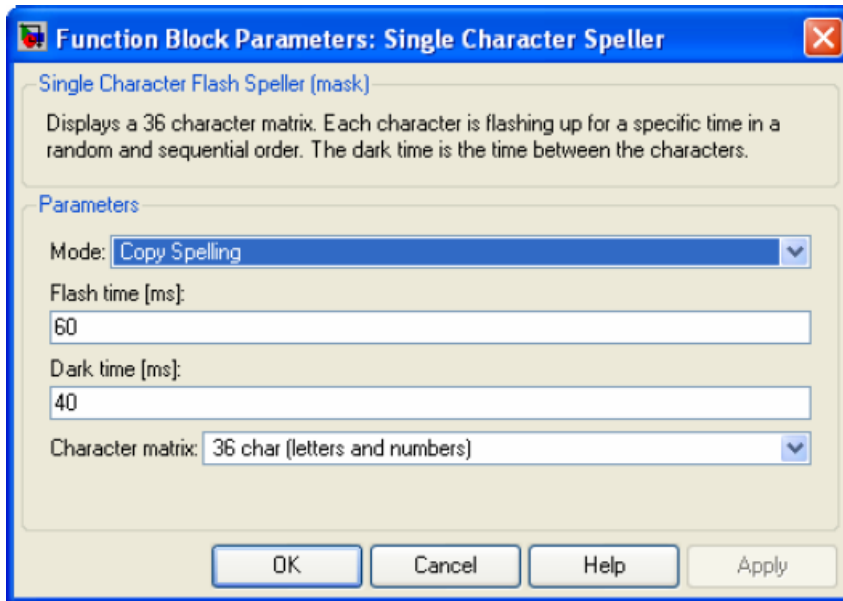 Function Block Parameters: Single Character Speller
Single Character Flash Speller (mask)
Displays a 36 character matrix. Each character is flashing up for a specific time in a
random and sequential order. The dark time is the time between the characters.
Parameters
Mode: Copy Spelling
Flash time [ms]:
60
Dark time [ms]:
40
Character matrix: 36 char (letters and numbers)
OK Cancel Help Apply